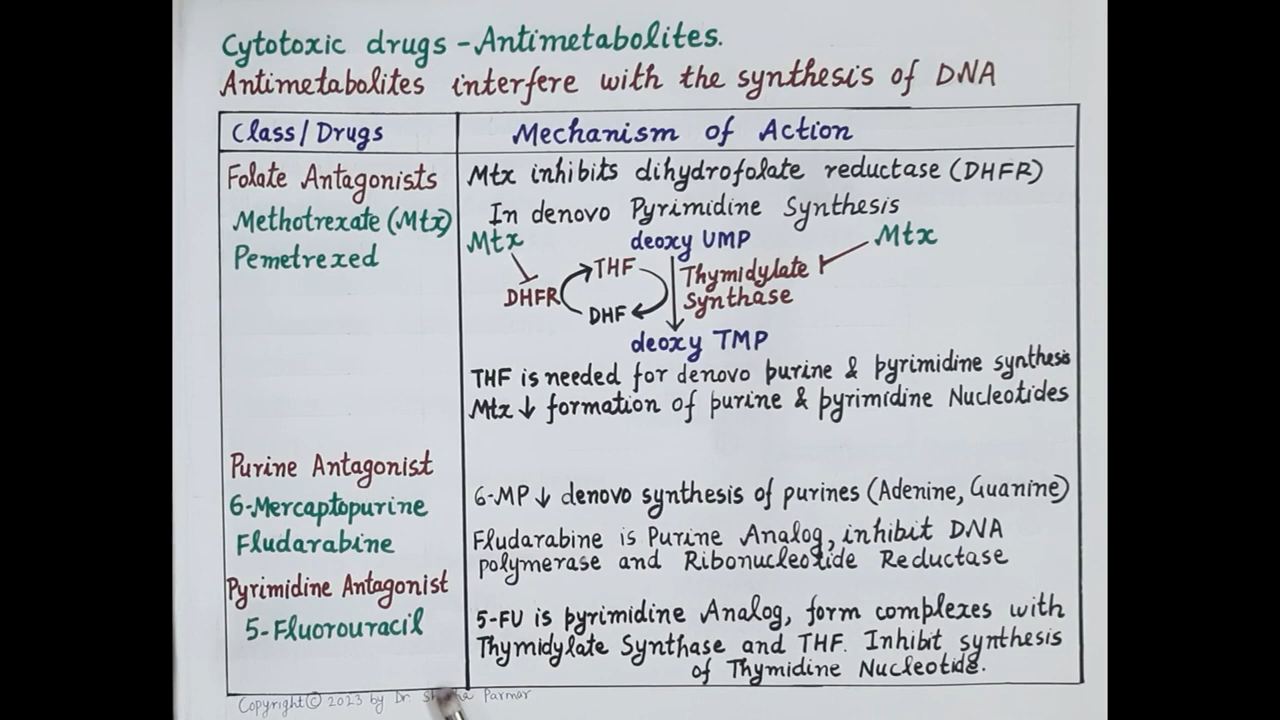 Cytotoxic drugs - Antimetabolites.
Antimetabolites interfere with the synthesis of DNA
Class/Drugs
Mechanism of Action
Folate Antagonists
Methotrexate (Mtx)
Pemetrexed
Mtx inhibits dihydrofolate reductase (DHFR)
In denovo Pyrimidine Synthesis
Mtx
deoxy UMP
Mtx
THF
Thymidylate
Synthase
DHFR
DHF
deoxy TMP
THF is needed for denovo purine & pyrimidine synthesis
Mtx ↓ formation of purine & pyrimidine Nucleotides
Purine Antagonist
6-Mercaptopurine
6-MP ↓ denovo synthesis of purines (Adenine, Guanine)
Fludarabine
Fludarabine is Purine Analog, inhibit DNA
polymerase and Ribonucleotide Reductase
Pyrimidine Antagonist
5-Fluorouracil
5-FU is pyrimidine Analog, form complexes with
Thymidylate Synthase and THF. Inhibit synthesis
of Thymidine Nucleotide.
Copyright© 2023 by Dr. Parmar